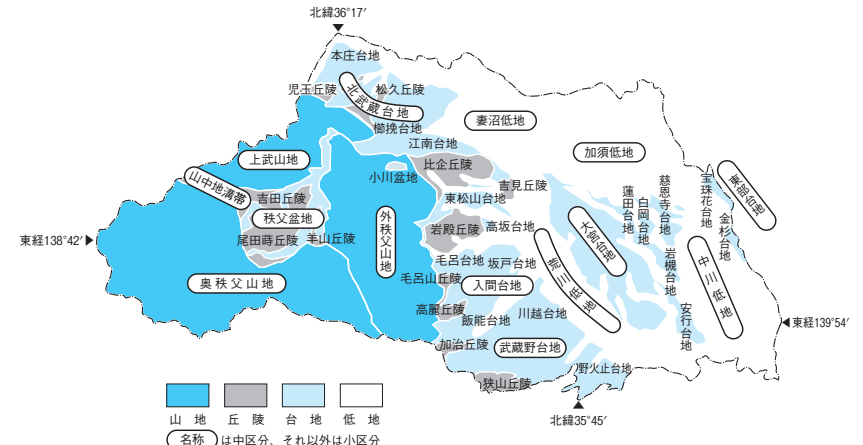 北緯36°17′
本庄台地
児玉丘陵
松久丘陵
北武蔵台地
櫛挽台地
妻沼低地
江南台地
上武山地
加須低地
比企丘陵
小川盆地
山中地溝帯
吉田丘陵
吉見丘陵
東松山台地
慈恩寺台地
宝珠花台地
東部台地
蓮田台地
白岡台地
秩父盆地
外秩父山地
岩殿丘陵
高坂台地
大宮台地
金杉台地
東経138°42′
尾田蒔丘陵
羊山丘陵
荒川低地
岩槻台地
中川低地
毛呂台地
坂戸台地
奥秩父山地
毛呂山丘陵
入間台地
高麗丘陵
飯能台地
川越台地
安行台地
東経139°54′
加治丘陵
武蔵野台地
野火止台地
狭山丘陵
北緯35°45′
山地
丘陵
台地
低地
名称 は中区分、それ以外は小区分